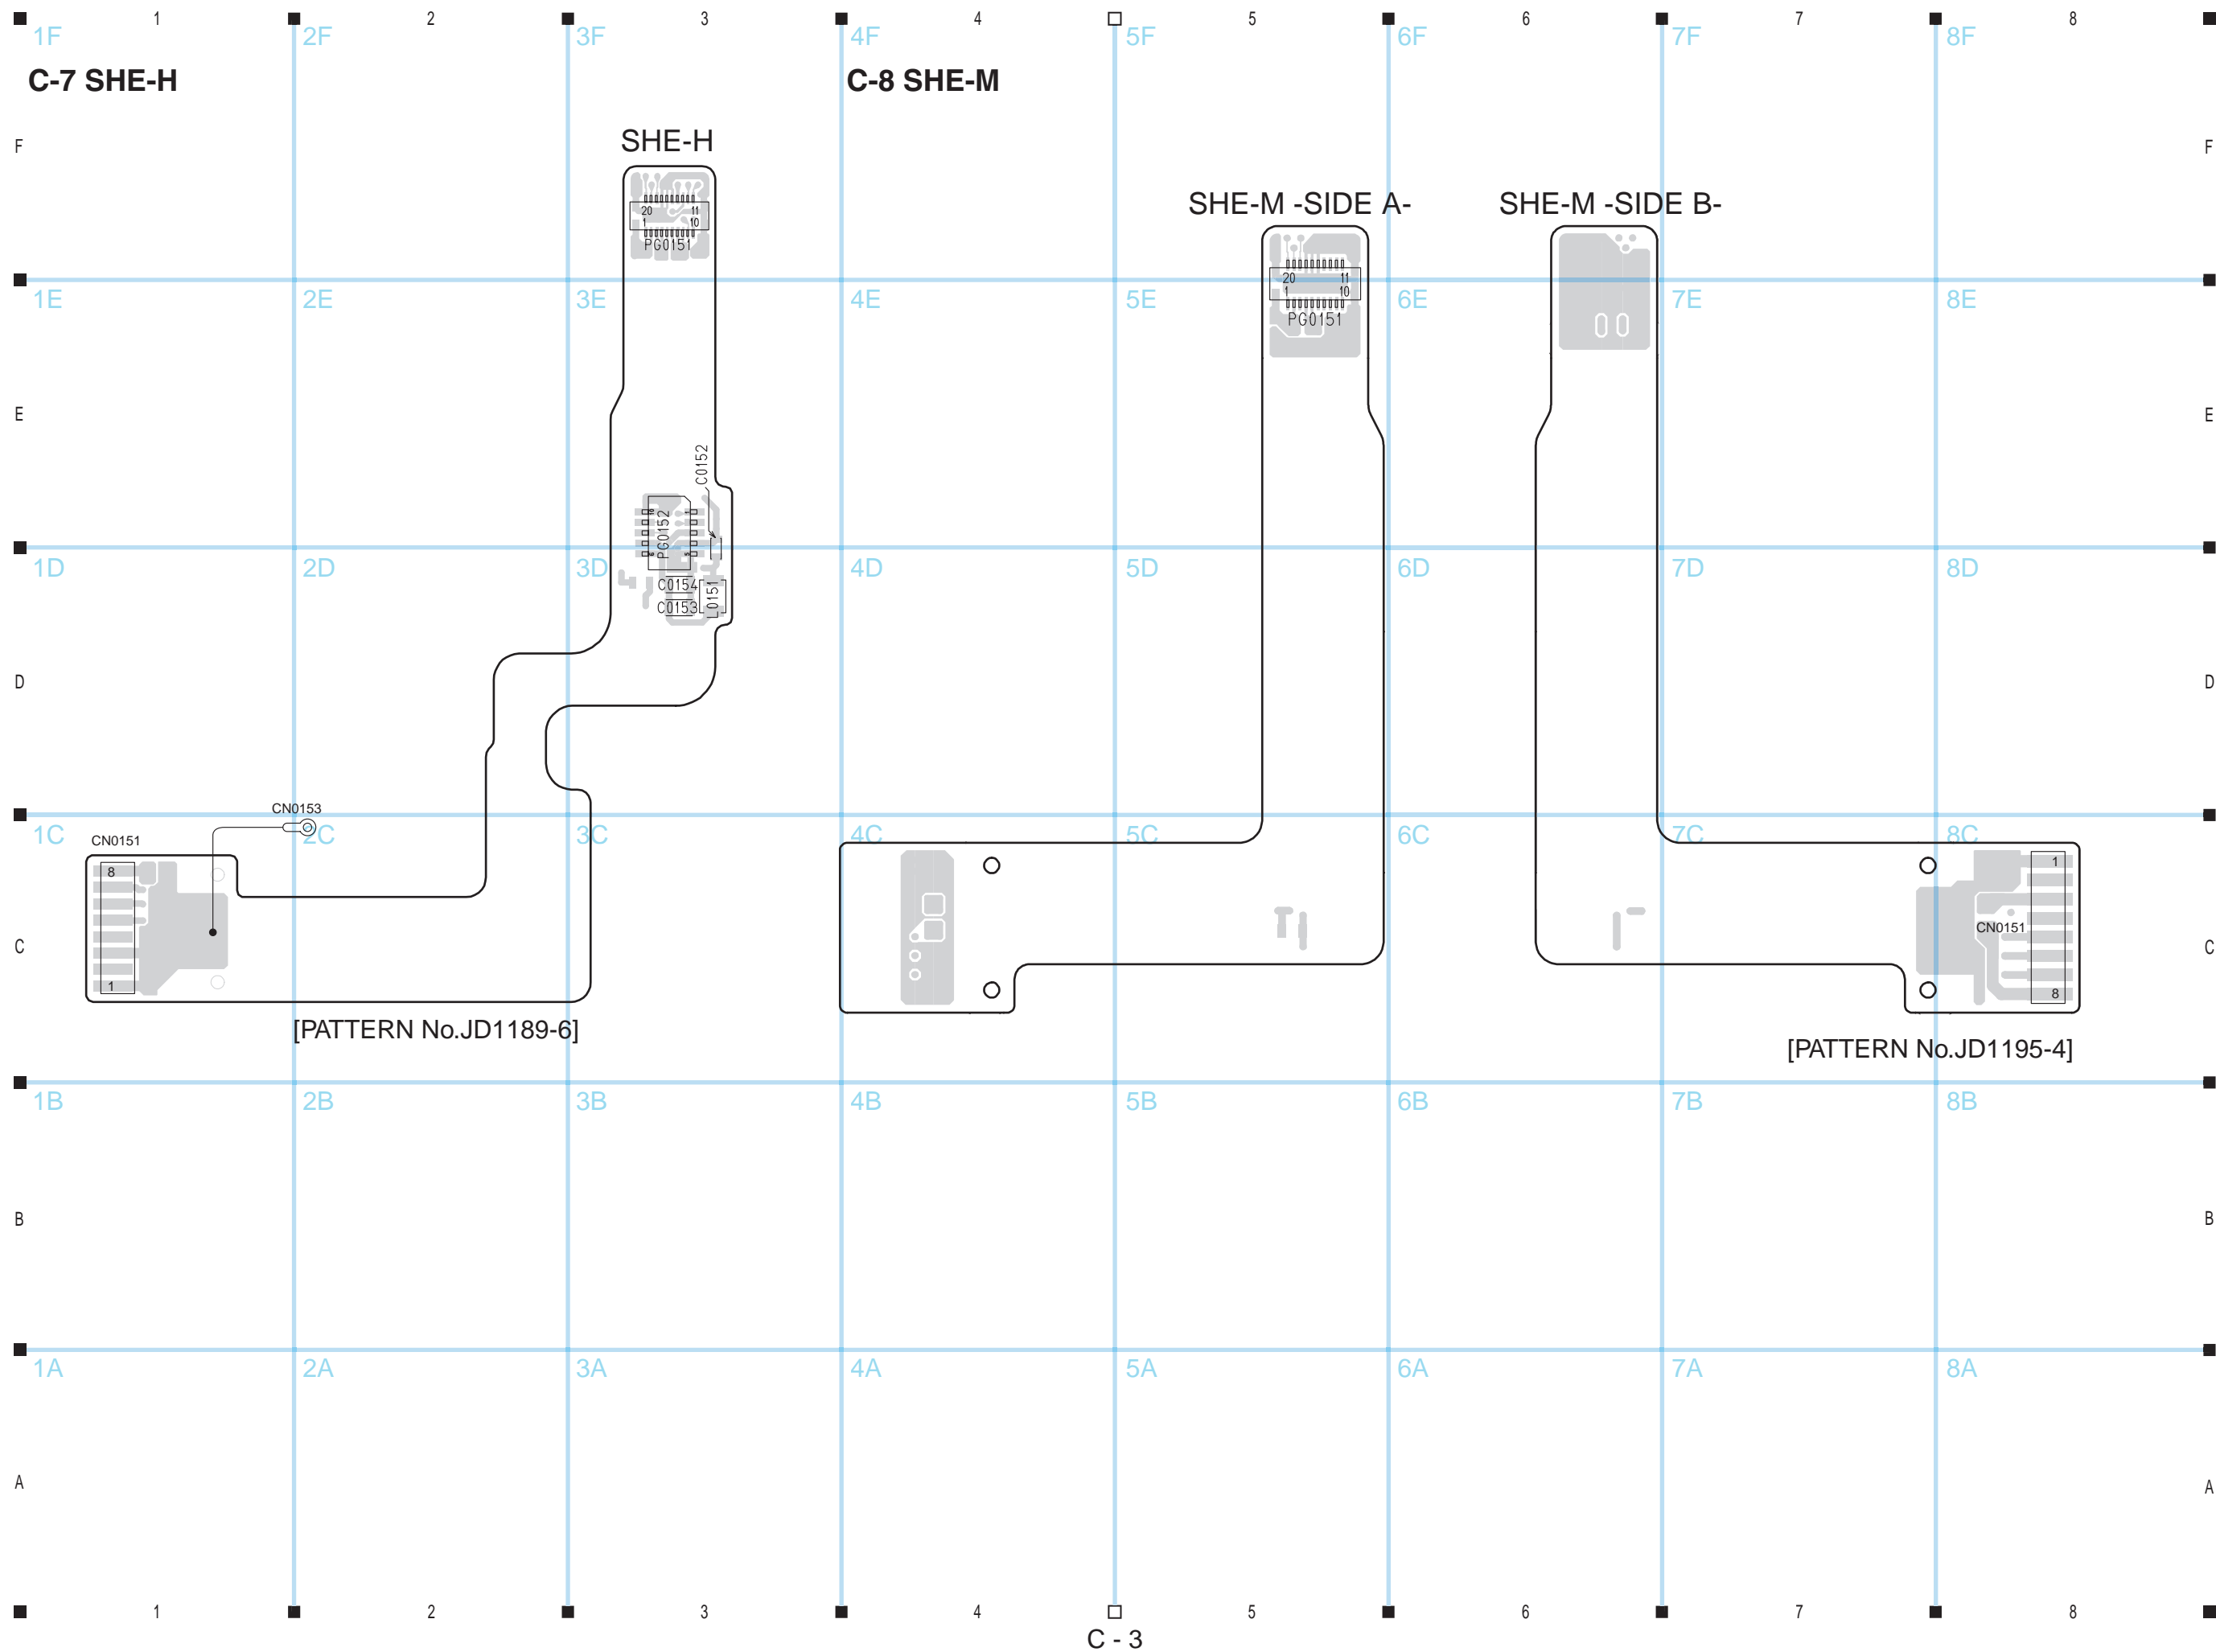 1 2 3 4 5 6 7 8
1F 2F 3F 4F 5F 6F 7F 8F
C-7 SHE-H
C-8 SHE-M
F F
SHE-H
20 11
1 10
PG0151
SHE-M -SIDE A-
SHE-M -SIDE B-
20 11
1 10
PG0151
1E 2E 3E 4E 5E 6E 7E 8E
E E
C0152
PG0152
1D 2D 3D 4D 5D 6D 7D 8D
C0154
C0153
L0151
D D
CN0153
1C 2C 3C 4C 5C 6C 7C 8C
CN0151
8
1
C C
1
CN0151
8
[PATTERN No.JD1189-6]
[PATTERN No.JD1195-4]
1B 2B 3B 4B 5B 6B 7B 8B
B B
1A 2A 3A 4A 5A 6A 7A 8A
A A
1 2 3 4 5 6 7 8
C - 3